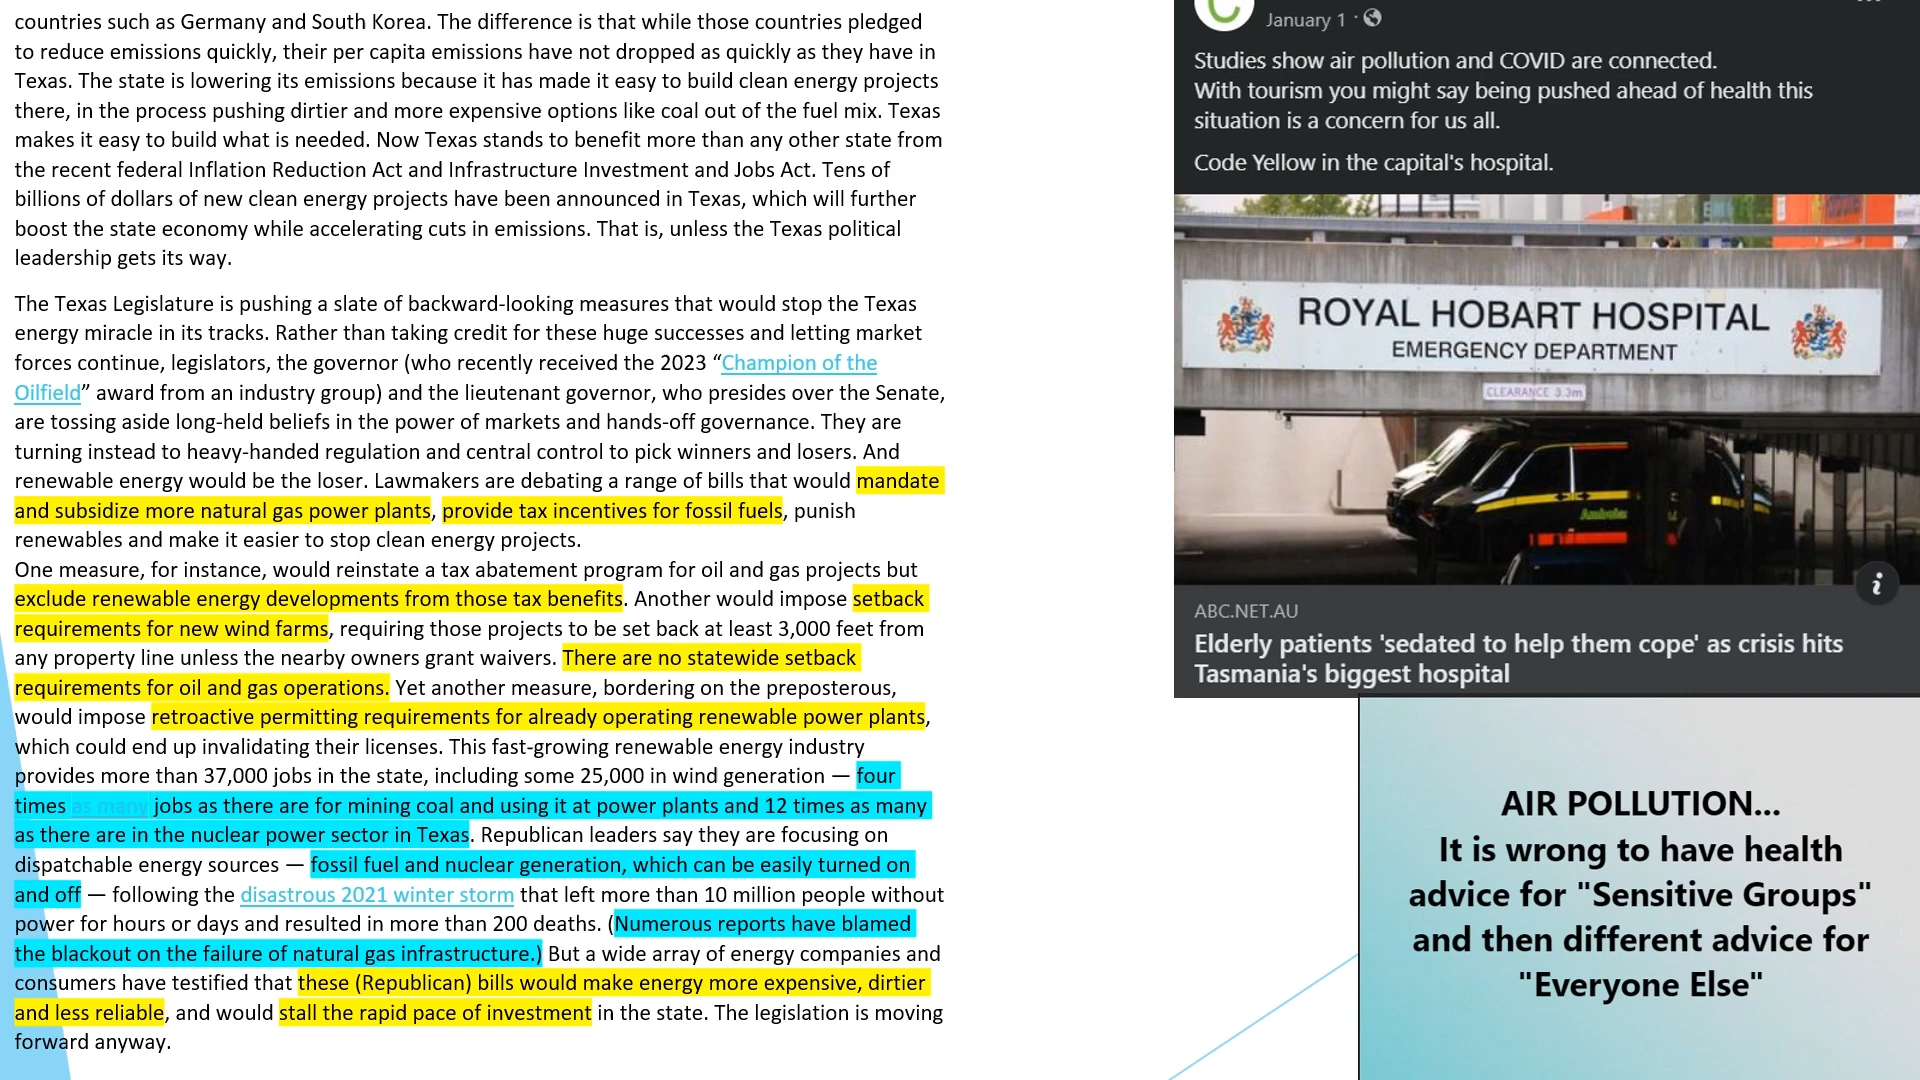 countries such as Germany and South Korea. The difference is that while those countries pledged
to reduce emissions quickly, their per capita emissions have not dropped as quickly as they have in
Texas. The state is lowering its emissions because it has made it easy to build clean energy projects
there, in the process pushing dirtier and more expensive options like coal out of the fuel mix. Texas
makes it easy to build what is needed. Now Texas stands to benefit more than any other state from
the recent federal Inflation Reduction Act and Infrastructure Investment and Jobs Act. Tens of
billions of dollars of new clean energy projects have been announced in Texas, which will further
boost the state economy while accelerating cuts in emissions. That is, unless the Texas political
leadership gets its way.
The Texas Legislature is pushing a slate of backward-looking measures that would stop the Texas
energy miracle in its tracks. Rather than taking credit for these huge successes and letting market
forces continue, legislators, the governor (who recently received the 2023 “Champion of the
Oilfield” award from an industry group) and the lieutenant governor, who presides over the Senate,
are tossing aside long-held beliefs in the power of markets and hands-off governance. They are
turning instead to heavy-handed regulation and central control to pick winners and losers. And
renewable energy would be the loser. Lawmakers are debating a range of bills that would mandate
and subsidize more natural gas power plants, provide tax incentives for fossil fuels, punish
renewables and make it easier to stop clean energy projects.
One measure, for instance, would reinstate a tax abatement program for oil and gas projects but
exclude renewable energy developments from those tax benefits. Another would impose setback
requirements for new wind farms, requiring those projects to be set back at least 3,000 feet from
any property line unless the nearby owners grant waivers. There are no statewide setback
requirements for oil and gas operations. Yet another measure, bordering on the preposterous,
would impose retroactive permitting requirements for already operating renewable power plants,
which could end up invalidating their licenses. This fast-growing renewable energy industry
provides more than 37,000 jobs in the state, including some 25,000 in wind generation — four
times as many jobs as there are for mining coal and using it at power plants and 12 times as many
as there are in the nuclear power sector in Texas. Republican leaders say they are focusing on
dispatchable energy sources — fossil fuel and nuclear generation, which can be easily turned on
and off — following the disastrous 2021 winter storm that left more than 10 million people without
power for hours or days and resulted in more than 200 deaths. (Numerous reports have blamed
the blackout on the failure of natural gas infrastructure.) But a wide array of energy companies and
consumers have testified that these (Republican) bills would make energy more expensive, dirtier
and less reliable, and would stall the rapid pace of investment in the state. The legislation is moving
forward anyway.
January 1 ·
Studies show air pollution and COVID are connected.
With tourism you might say being pushed ahead of health this
situation is a concern for us all.
Code Yellow in the capital's hospital.
ROYAL HOBART HOSPITAL
EMERGENCY DEPARTMENT
CLEARANCE 3.3m
ABC.NET.AU
Elderly patients 'sedated to help them cope' as crisis hits
Tasmania's biggest hospital
AIR POLLUTION...
It is wrong to have health
advice for "Sensitive Groups"
and then different advice for
"Everyone Else"